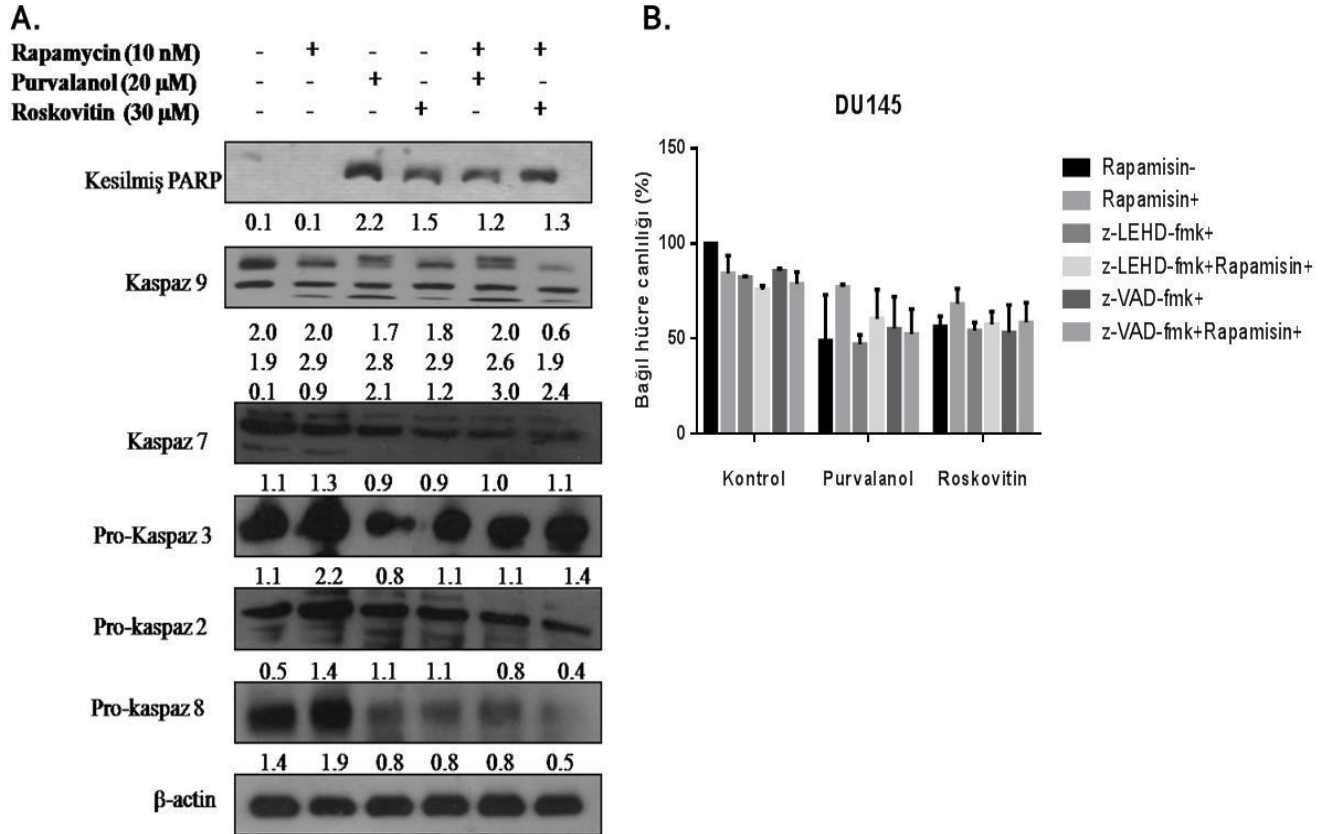 A.
Rapamycin (10 nM) - + - - + +
Purvalanol (20 μM) - - + - + -
Roskovitin (30 μM) - - - + - +
Kesilmiş PARP
0.1 0.1 2.2 1.5 1.2 1.3
Kaspaz 9
2.0 2.0 1.7 1.8 2.0 0.6
1.9 2.9 2.8 2.9 2.6 1.9
0.1 0.9 2.1 1.2 3.0 2.4
Kaspaz 7
1.1 1.3 0.9 0.9 1.0 1.1
Pro-Kaspaz 3
1.1 2.2 0.8 1.1 1.1 1.4
Pro-kaspaz 2
0.5 1.4 1.1 1.1 0.8 0.4
Pro-kaspaz 8
1.4 1.9 0.8 0.8 0.8 0.5
β-actin
B.
DU145
Bağıl hücre canlılığı (%)
150
100
50
0
Kontrol Purvalanol Roskovitin
Rapamisin-
Rapamisin+
z-LEHD-fmk+
z-LEHD-fmk+Rapamisin+
z-VAD-fmk+
z-VAD-fmk+Rapamisin+